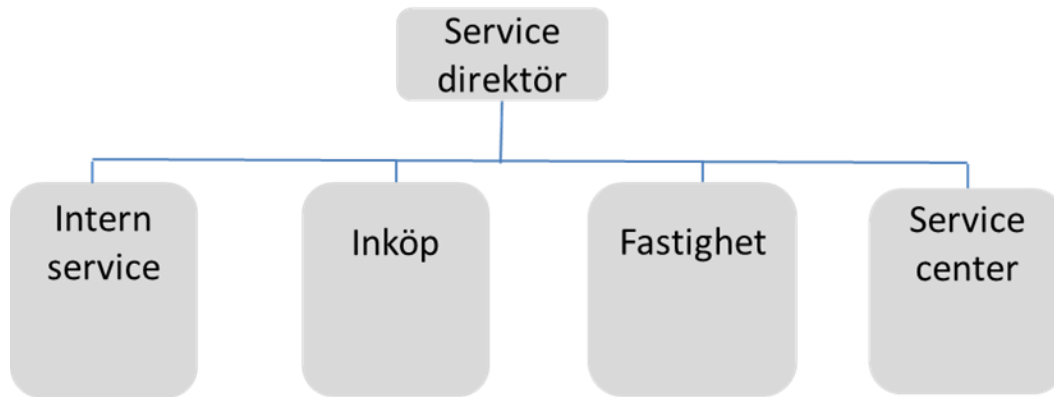 Service
direktör
Intern
service
Inköp
Fastighet
Service
center